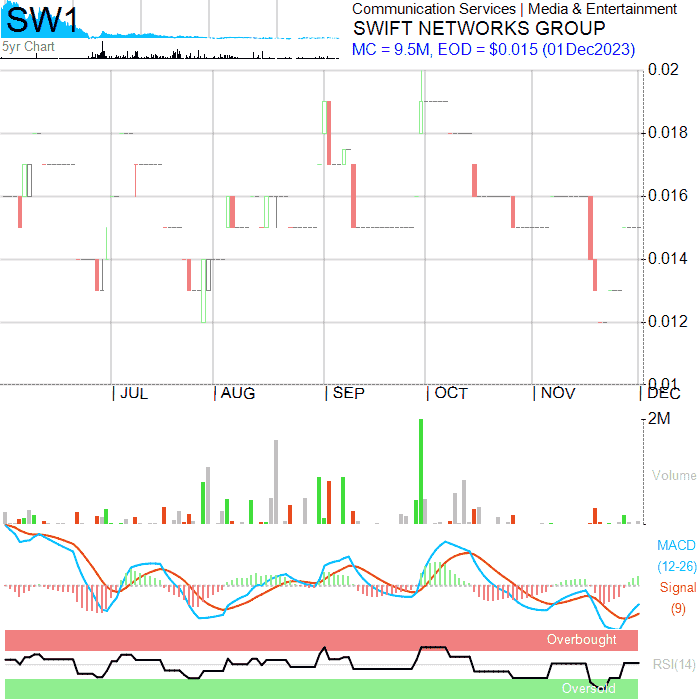 SW1
5yr Chart
Communication Services | Media & Entertainment
SWIFT NETWORKS GROUP
MC = 9.5M, EOD = $0.015 (01Dec2023)
0.02
0.018
0.016
0.014
0.012
0.01
JUL
AUG
SEP
OCT
NOV
DEC
2M
Volume
MACD
(12-26)
Signal
(9)
Overbought
RSI(14)
Oversold